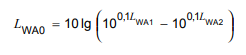 L_WA0 = 10 lg (10^{0,1L_WA1} − 10^{0,1L_WA2})